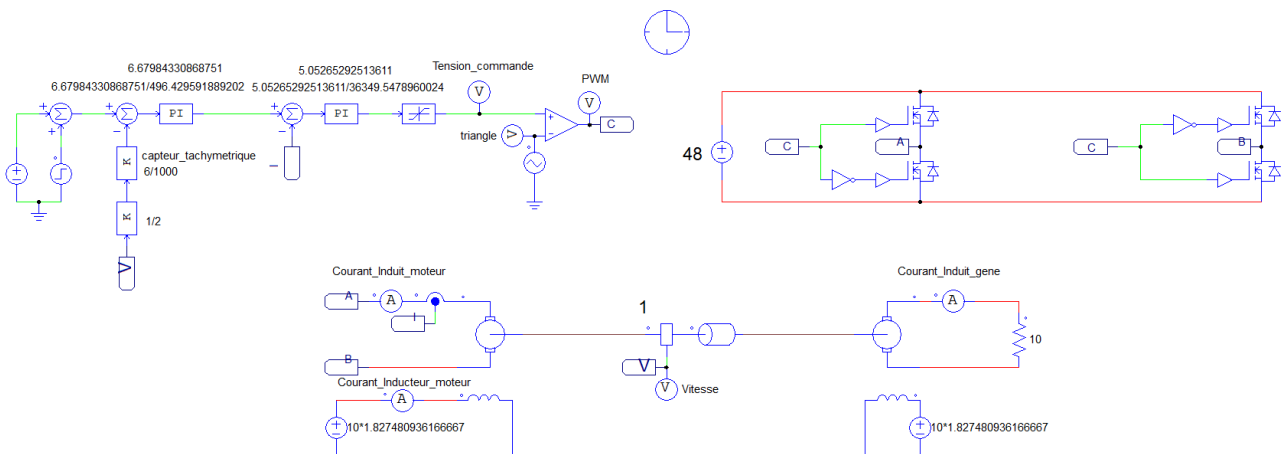 6.67984330868751
6.67984330868751/496.429591889202
5.05265292513611
5.05265292513611/36349.5478960024
Tension_commande
V
PWM
V
C
+
Σ
+
+
Σ
-
PI
+
Σ
-
PI
+
-
triangle
V
K
capteur_tachymetrique
6/1000
K
1/2
V
I
48
C
A
C
B
Courant_Induit_moteur
A
A
I
B
1
V
V
Vitesse
Courant_Induit_gene
A
10
Courant_Inducteur_moteur
A
10*1.827480936166667
10*1.827480936166667